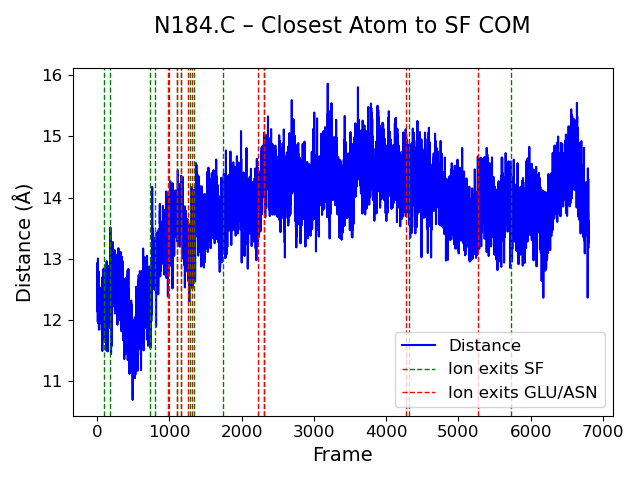 N184.C – Closest Atom to SF COM
16
15
14
13
12
11
Distance (Å)
0
1000
2000
3000
4000
5000
6000
7000
Frame
Distance
Ion exits SF
Ion exits GLU/ASN